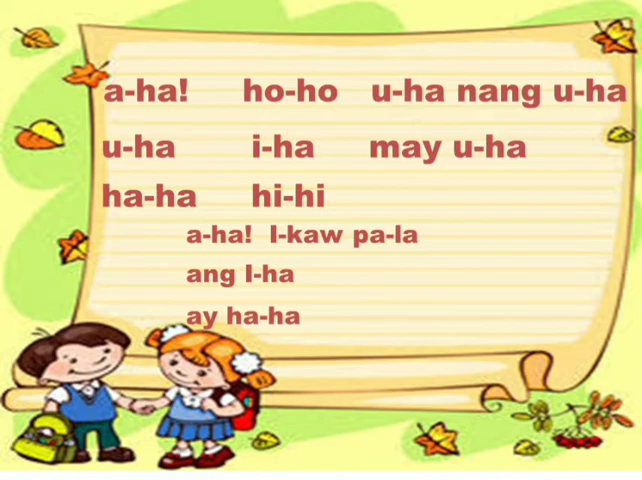 a-ha! ho-ho u-ha nang u-ha
u-ha i-ha may u-ha
ha-ha hi-hi
a-ha! I-kaw pa-la
ang I-ha
ay ha-ha